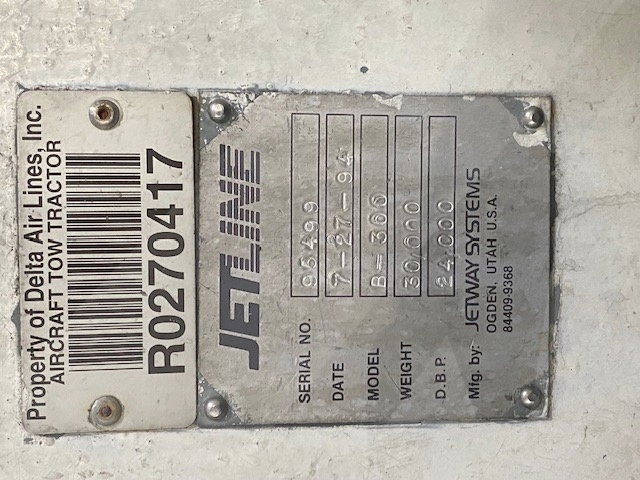 Property of Delta Air Lines, Inc.
AIRCRAFT TOW TRACTOR
R0270417
JETLINE
SERIAL NO. 95499
DATE 7-27-94
MODEL B-366
WEIGHT 30,000
D.B.P. 24,000
Mfg. by: JETWAY SYSTEMS
OGDEN, UTAH U.S.A.
84409-9368